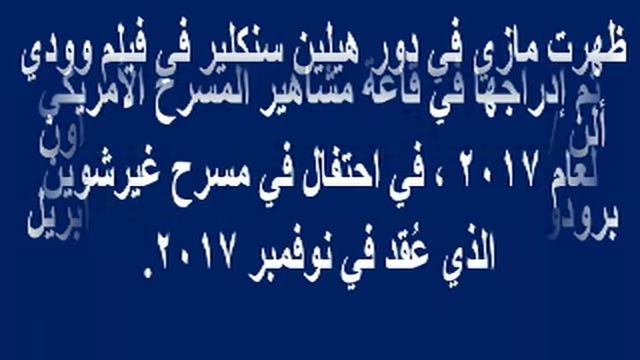 ظهرت مازي في دور هيلين سنكلير في فيلم وودي
تم إدراجها في قاعة مشاهير المسرح الأمريكي
ألن /
لعام ٢٠١٧ ، في احتفال في مسرح غيرشوين
الذي عُقد في نوفمبر ٢٠١٧.